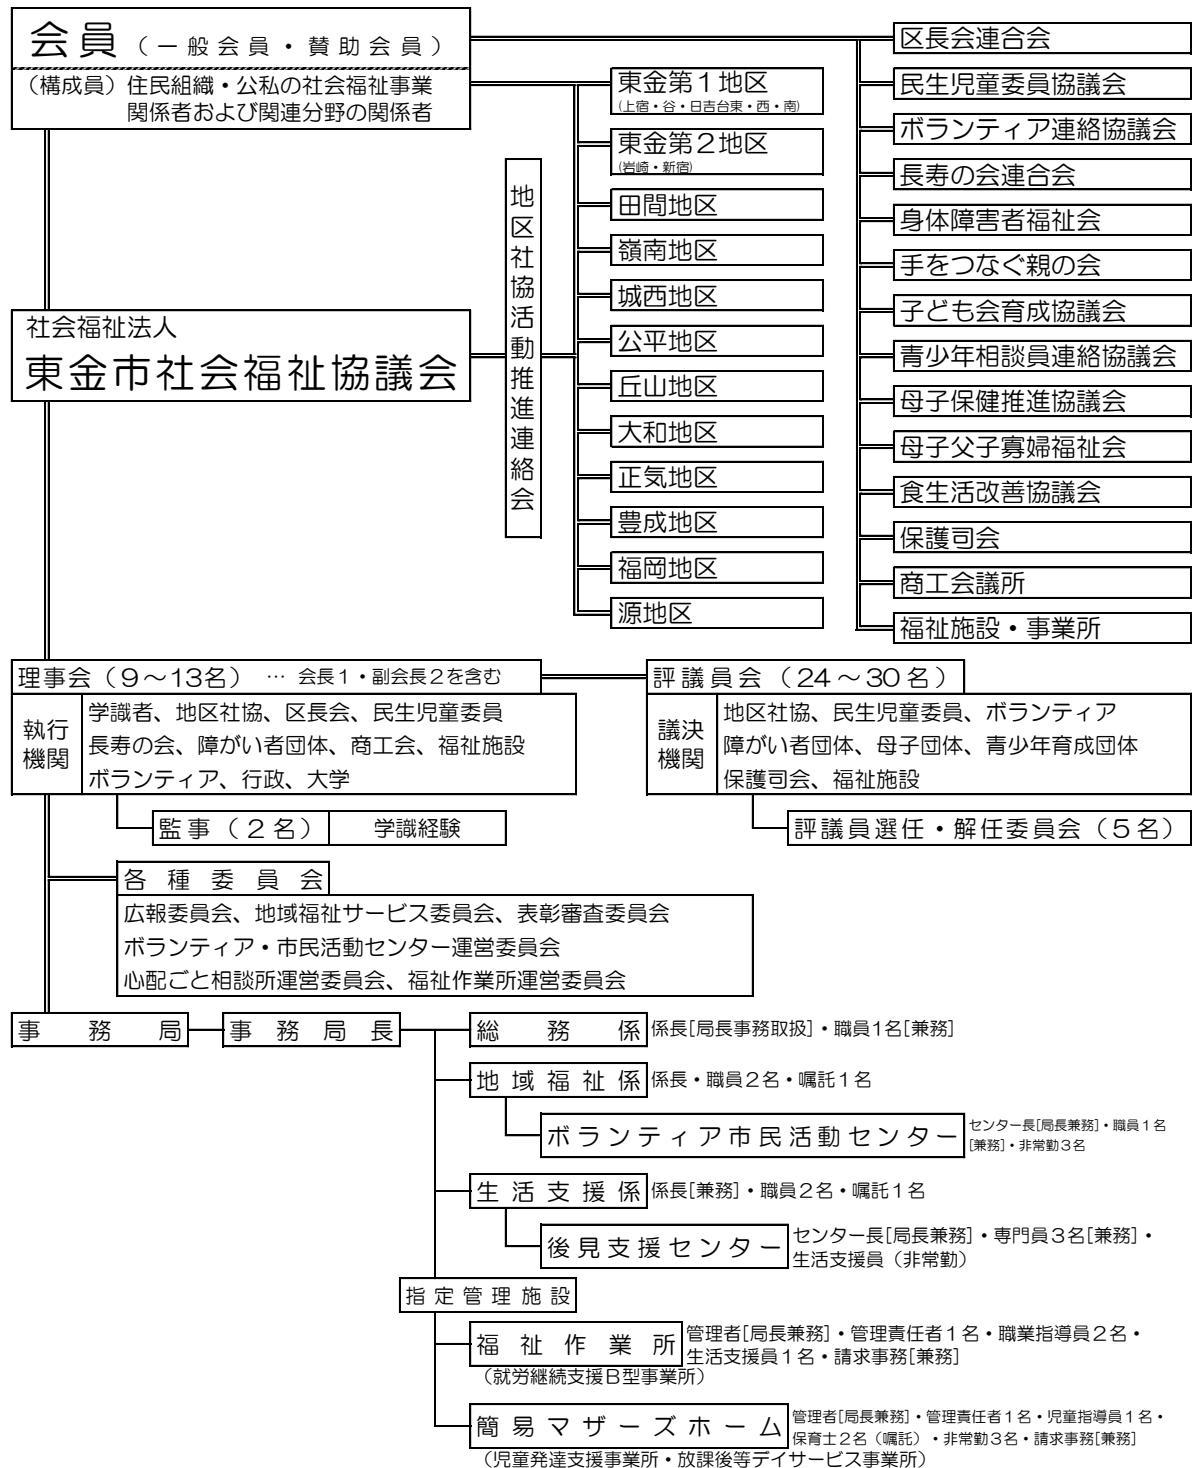 会員（一般会員・賛助会員）
（構成員）住民組織・公私の社会福祉事業
関係者および関連分野の関係者
社会福祉法人
東金市社会福祉協議会
地区社協活動推進連絡会
東金第１地区
(上宿・谷・日吉台東・西・南)
東金第２地区
(岩崎・新宿)
田間地区
嶺南地区
城西地区
公平地区
丘山地区
大和地区
正気地区
豊成地区
福岡地区
源地区
区長会連合会
民生児童委員協議会
ボランティア連絡協議会
長寿の会連合会
身体障害者福祉会
手をつなぐ親の会
子ども会育成協議会
青少年相談員連絡協議会
母子保健推進協議会
母子父子寡婦福祉会
食生活改善協議会
保護司会
商工会議所
福祉施設・事業所
理事会（９～13名）　… 会長１・副会長２を含む
執行
機関
学識者、地区社協、区長会、民生児童委員
長寿の会、障がい者団体、商工会、福祉施設
ボランティア、行政、大学
監事（２名）　学識経験
評議員会（24～30名）
議決
機関
地区社協、民生児童委員、ボランティア
障がい者団体、母子団体、青少年育成団体
保護司会、福祉施設
評議員選任・解任委員会（５名）
各種委員会
広報委員会、地域福祉サービス委員会、表彰審査委員会
ボランティア・市民活動センター運営委員会
心配ごと相談所運営委員会、福祉作業所運営委員会
事務局　事務局長
総務係　係長[局長事務取扱]・職員1名[兼務]
地域福祉係　係長・職員２名・嘱託１名
ボランティア市民活動センター　センター長[局長兼務]・職員１名
[兼務]・非常勤３名
生活支援係　係長[兼務]・職員２名・嘱託１名
後見支援センター　センター長[局長兼務]・専門員３名[兼務]・
生活支援員（非常勤）
指定管理施設
福祉作業所　管理者[局長兼務]・管理責任者１名・職業指導員２名・
生活支援員１名・請求事務[兼務]
（就労継続支援Ｂ型事業所）
簡易マザーズホーム　管理者[局長兼務]・管理責任者１名・児童指導員１名・
保育士２名（嘱託）・非常勤３名・請求事務[兼務]
（児童発達支援事業所・放課後等デイサービス事業所）